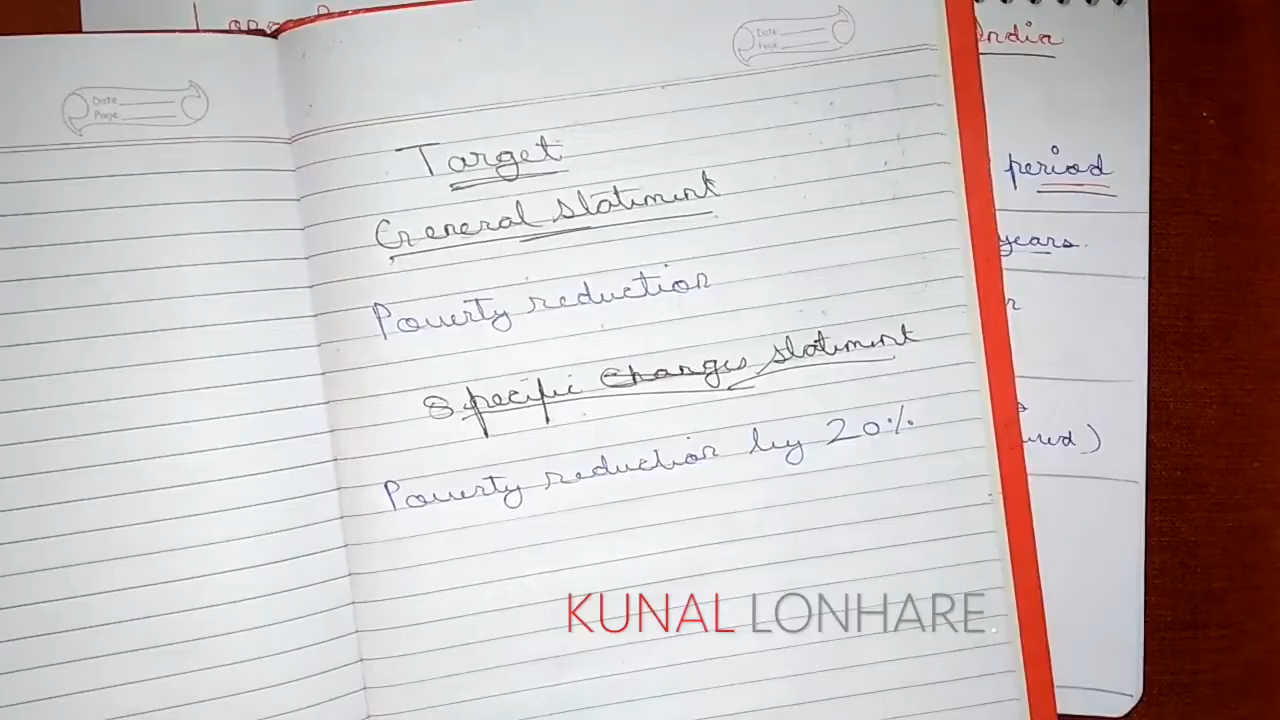 Date
Page
Date
Page
Target
General statement
Poverty reduction
Specific Changes statement
Poverty reduction by 20%
India
period
years.
KUNAL LONHARE.